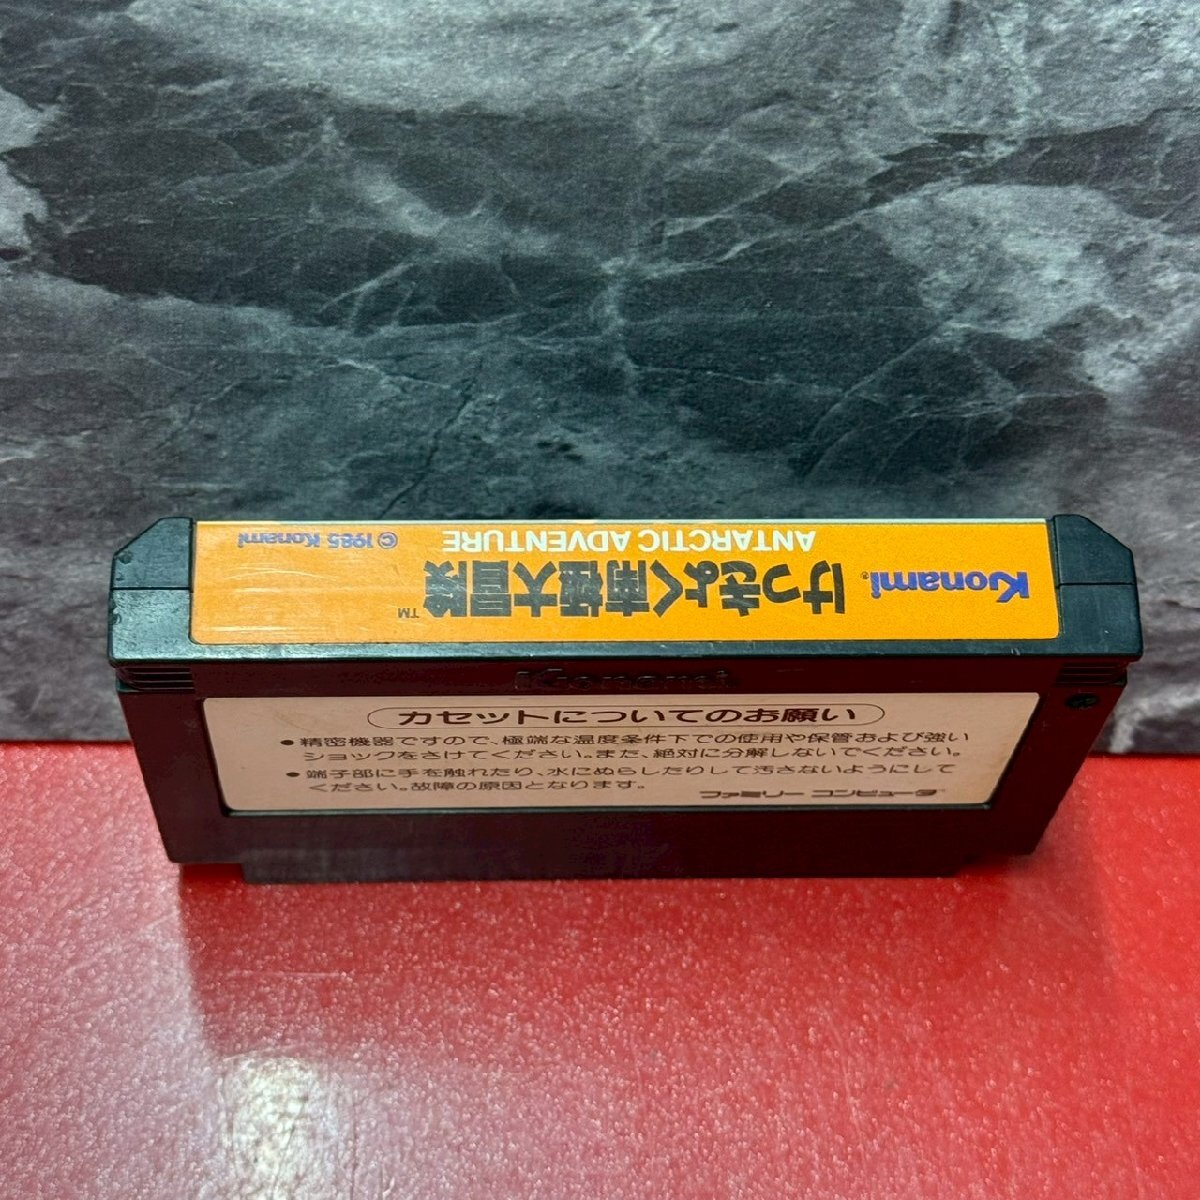 Konami
けっきょく南極大冒険™
ANTARCTIC ADVENTURE
© 1985 Konami
Konami
カセットについてのお願い
●精密機器ですので、極端な温度条件下での使用や保管および強い
ショックをさけてください。また、絶対に分解しないでください。
●端子部に手を触れたり、水にぬらしたりして汚さないようにして
ください。故障の原因となります。
ファミリー コンピュータ